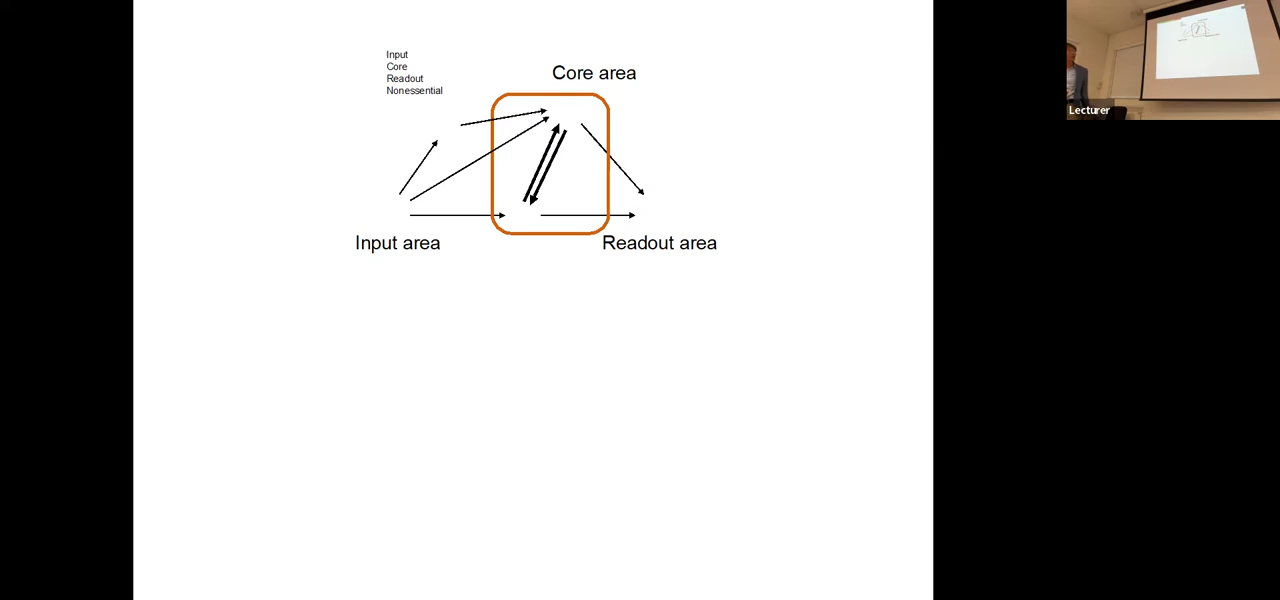 Input
Core
Readout
Nonessential
Core area
Input area
Readout area
Lecturer